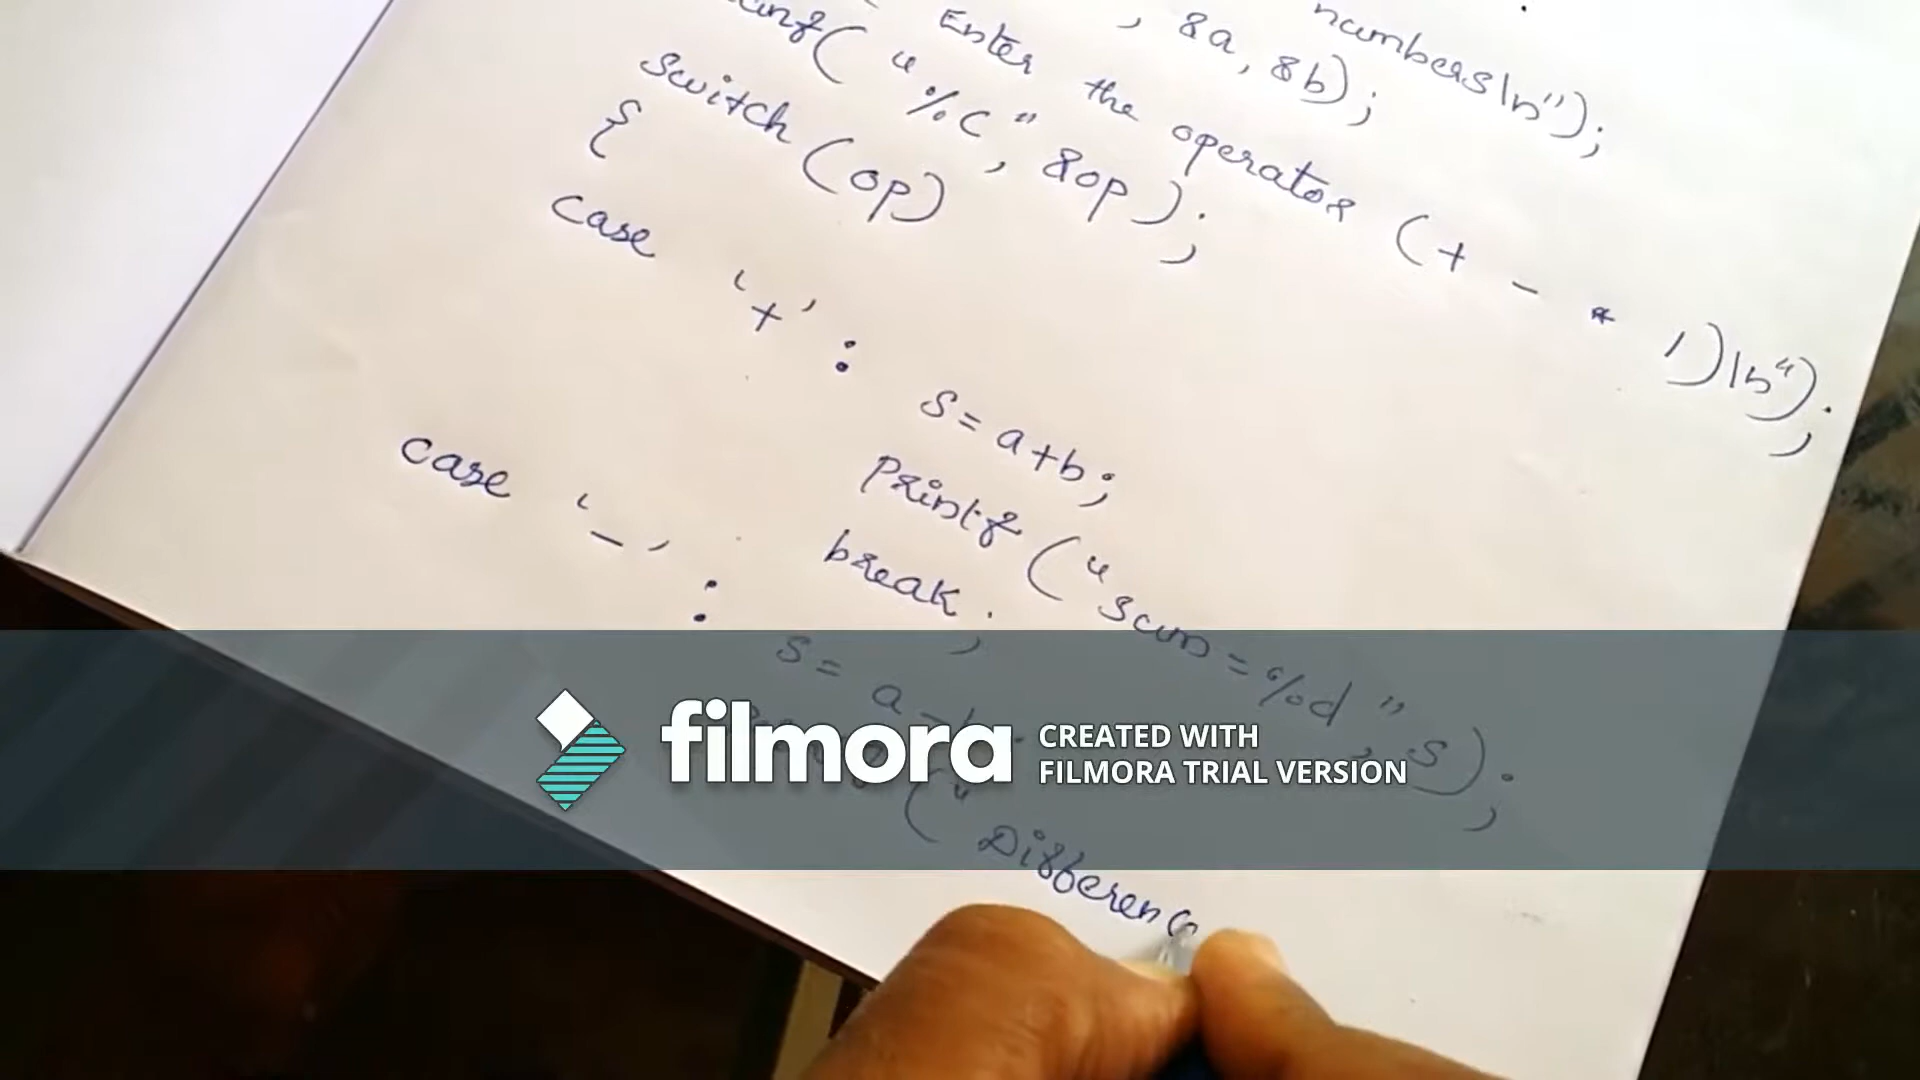 numbers\n");
, &a, &b);
Enter the operator (+ - * /)\n");
scanf("%c", &op);
switch (op)
{
case '+' :
s = a+b;
printf("sum = %d", s);
break;
case '-' :
s = a-b
("Differenc
filmora
CREATED WITH
FILMORA TRIAL VERSION